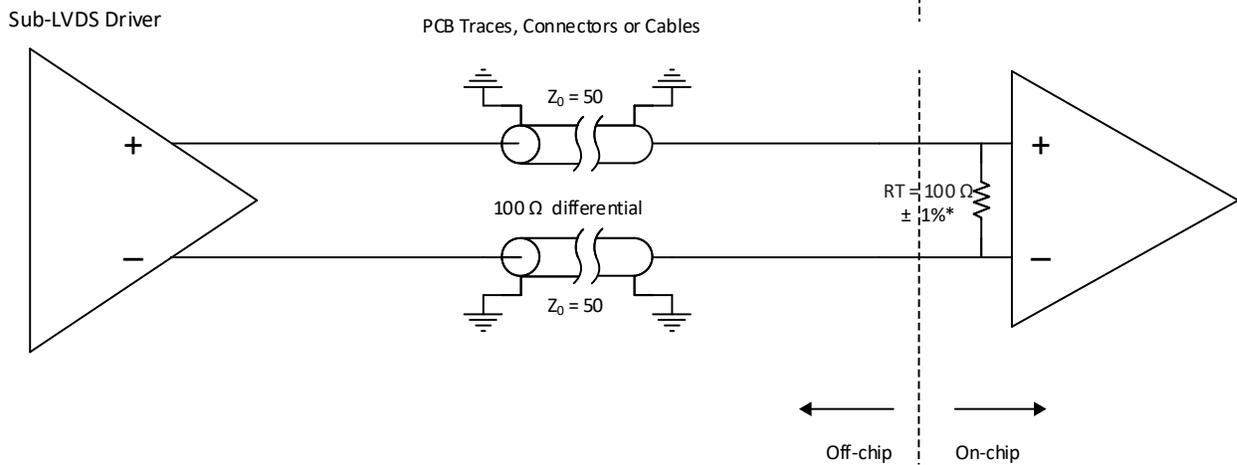 Sub-LVDS Driver
PCB Traces, Connectors or Cables
Z₀ = 50
+
+
RT = 100 Ω
± 1%*
100 Ω differential
−
−
Z₀ = 50
Off-chip
On-chip